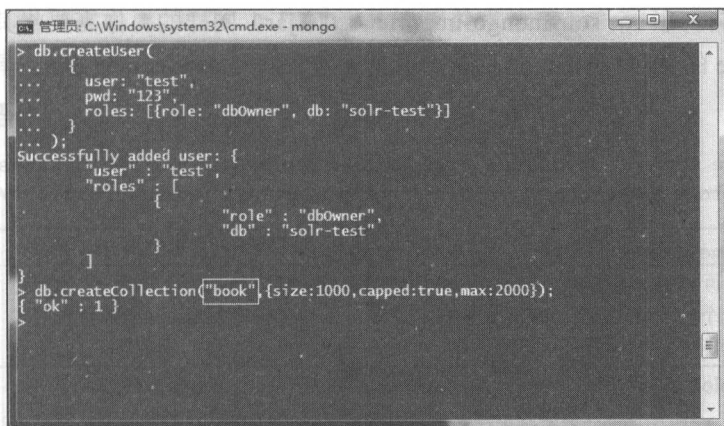 管理员: C:\Windows\system32\cmd.exe - mongo
> db.createUser(
... {
... user: "test",
... pwd: "123",
... roles: [{role: "dbOwner", db: "solr-test"}]
... }
... );
Successfully added user: {
"user" : "test",
"roles" : [
{
"role" : "dbOwner",
"db" : "solr-test"
}
]
}
> db.createCollection("book",{size:1000,capped:true,max:2000});
{ "ok" : 1 }
>